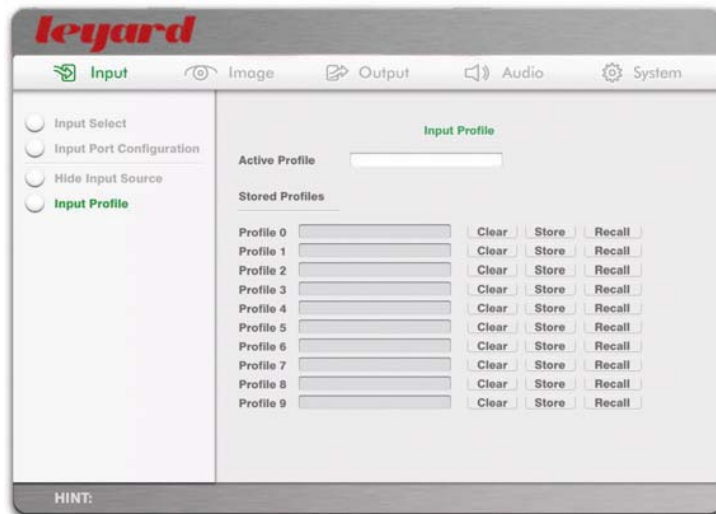 leyard
Input Image Output Audio System
Input Select
Input Port Configuration
Hide Input Source
Input Profile
Input Profile
Active Profile
Stored Profiles
Profile 0 Clear Store Recall
Profile 1 Clear Store Recall
Profile 2 Clear Store Recall
Profile 3 Clear Store Recall
Profile 4 Clear Store Recall
Profile 5 Clear Store Recall
Profile 6 Clear Store Recall
Profile 7 Clear Store Recall
Profile 8 Clear Store Recall
Profile 9 Clear Store Recall
HINT: